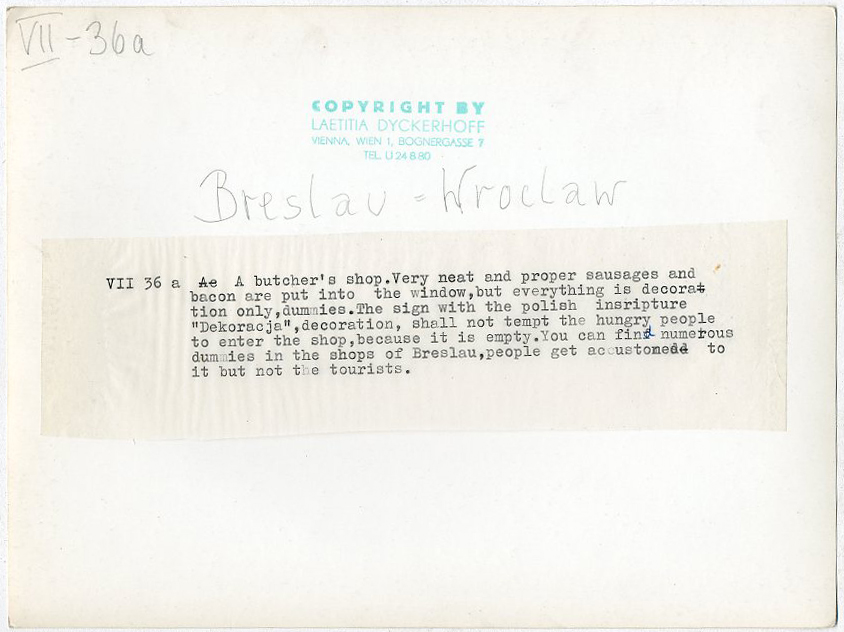 VII - 36a
COPYRIGHT BY
LAETITIA DYCKERHOFF
VIENNA, WIEN 1, BOGNERGASSE 7
TEL. U 24 6 80
Breslau = Wroclaw
VII 36 a Ae A butcher's shop.Very neat and proper sausages and
bacon are put into the window,but everything is decorat
tion only,dummies.The sign with the polish insripture
"Dekoracja",decoration, shall not tempt the hungry people
to enter the shop,because it is empty.You can find numerous
dummies in the shops of Breslau,people get accustonedd to
it but not the tourists.